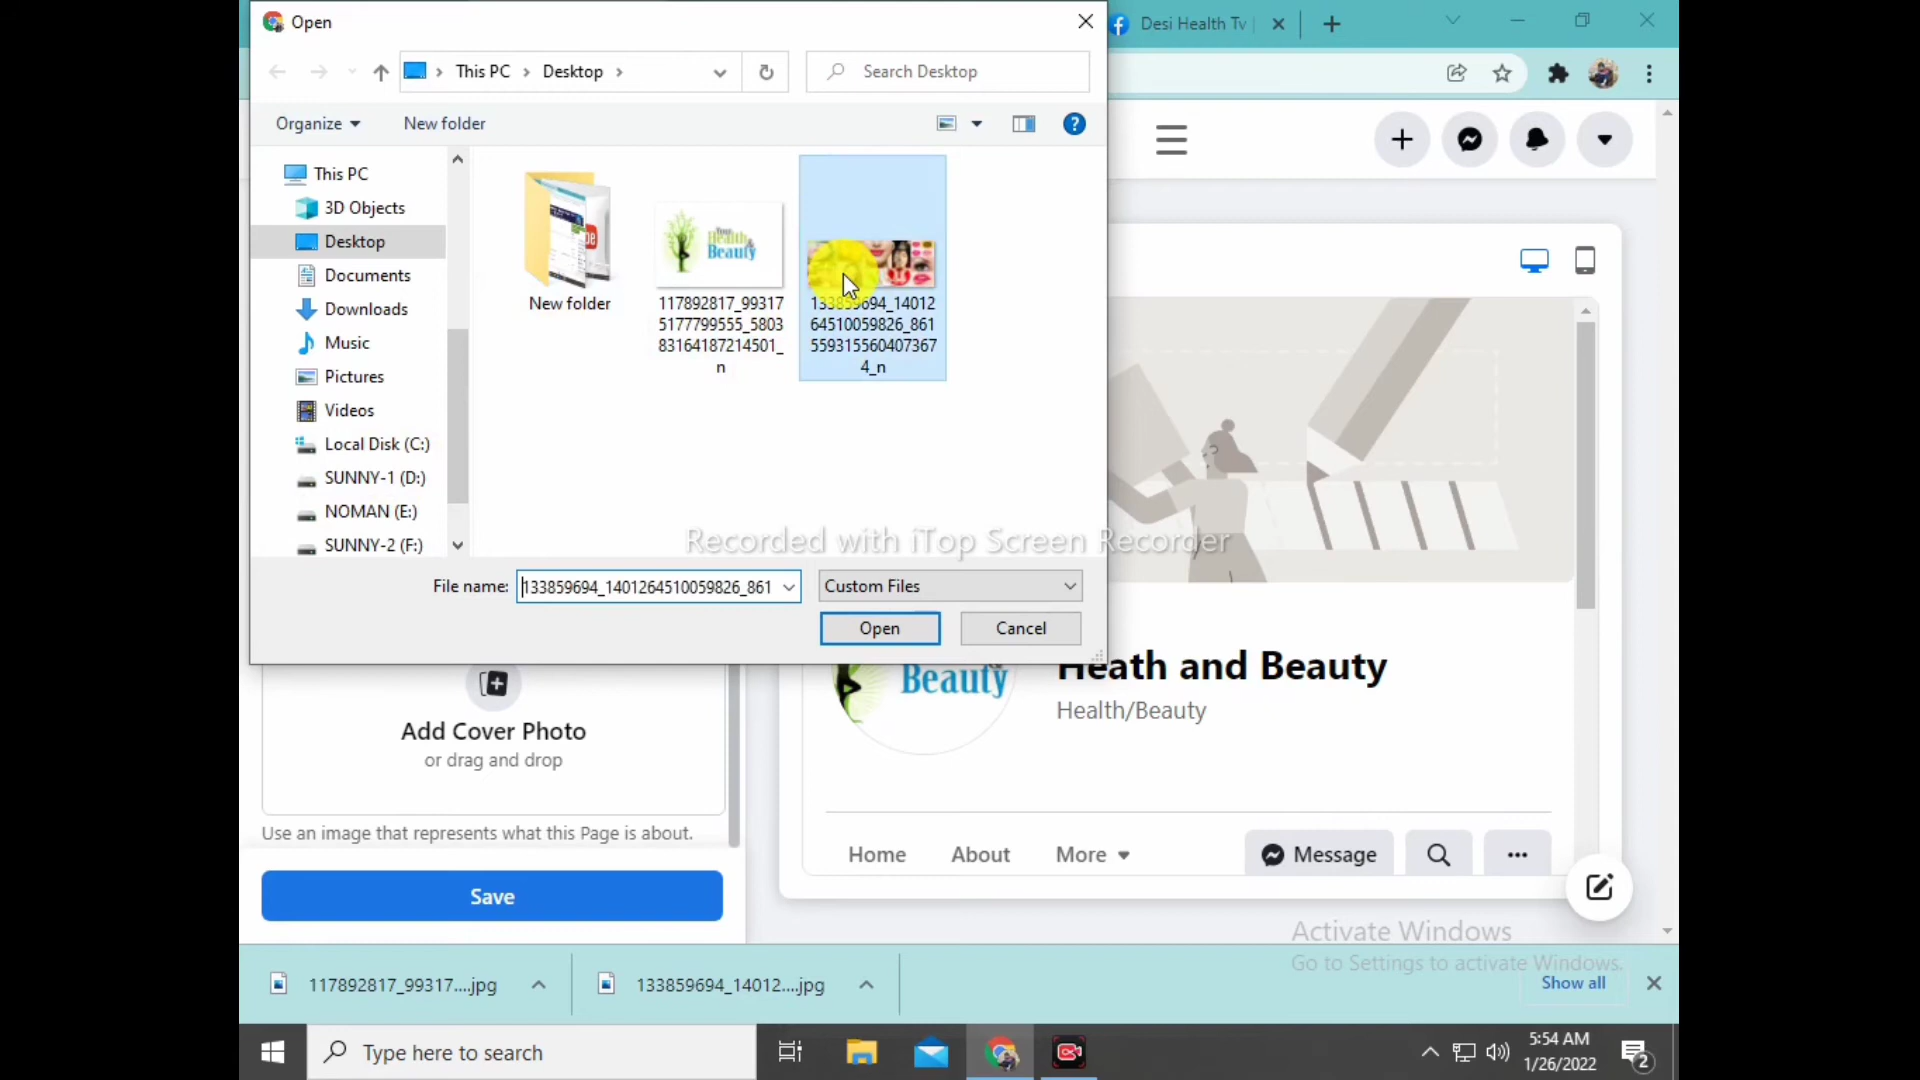 Open
Desi Health Tv
This PC
Desktop
Search Desktop
Organize
New folder
This PC
3D Objects
Desktop
Documents
Downloads
Music
Pictures
Videos
Local Disk (C:)
SUNNY-1 (D:)
NOMAN (E:)
SUNNY-2 (F:)
New folder
Your
Health &
Beauty
117892817_99317
5177799555_5803
83164187214501_
n
133859694_14012
64510059826_861
559315560407367
4_n
Recorded with iTop Screen Recorder
File name:
133859694_1401264510059826_861
Custom Files
Open
Cancel
Add Cover Photo
or drag and drop
Use an image that represents what this Page is about.
Save
Beauty
Heath and Beauty
Health/Beauty
Home
About
More
Message
Activate Windows
Go to Settings to activate Windows.
117892817_99317....jpg
133859694_14012....jpg
Show all
Type here to search
5:54 AM
1/26/2022
2